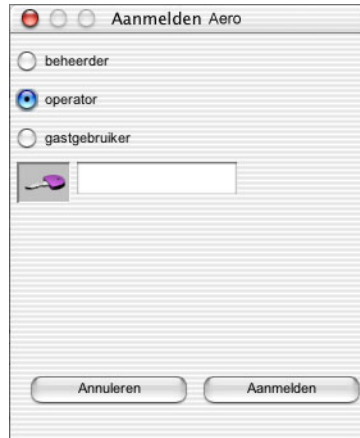 Aanmelden Aero
beheerder
operator
gastgebruiker
Annuleren Aanmelden